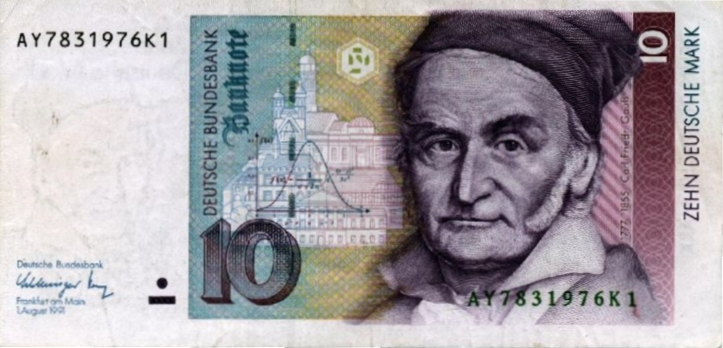 AY7831976K1
DEUTSCHE BUNDESBANK
Banknote
10
Deutsche Bundesbank
Frankfurt am Main
1. August 1991
AY7831976K1
1777-1855 Carl Friedr. Gauß
10
ZEHN DEUTSCHE MARK